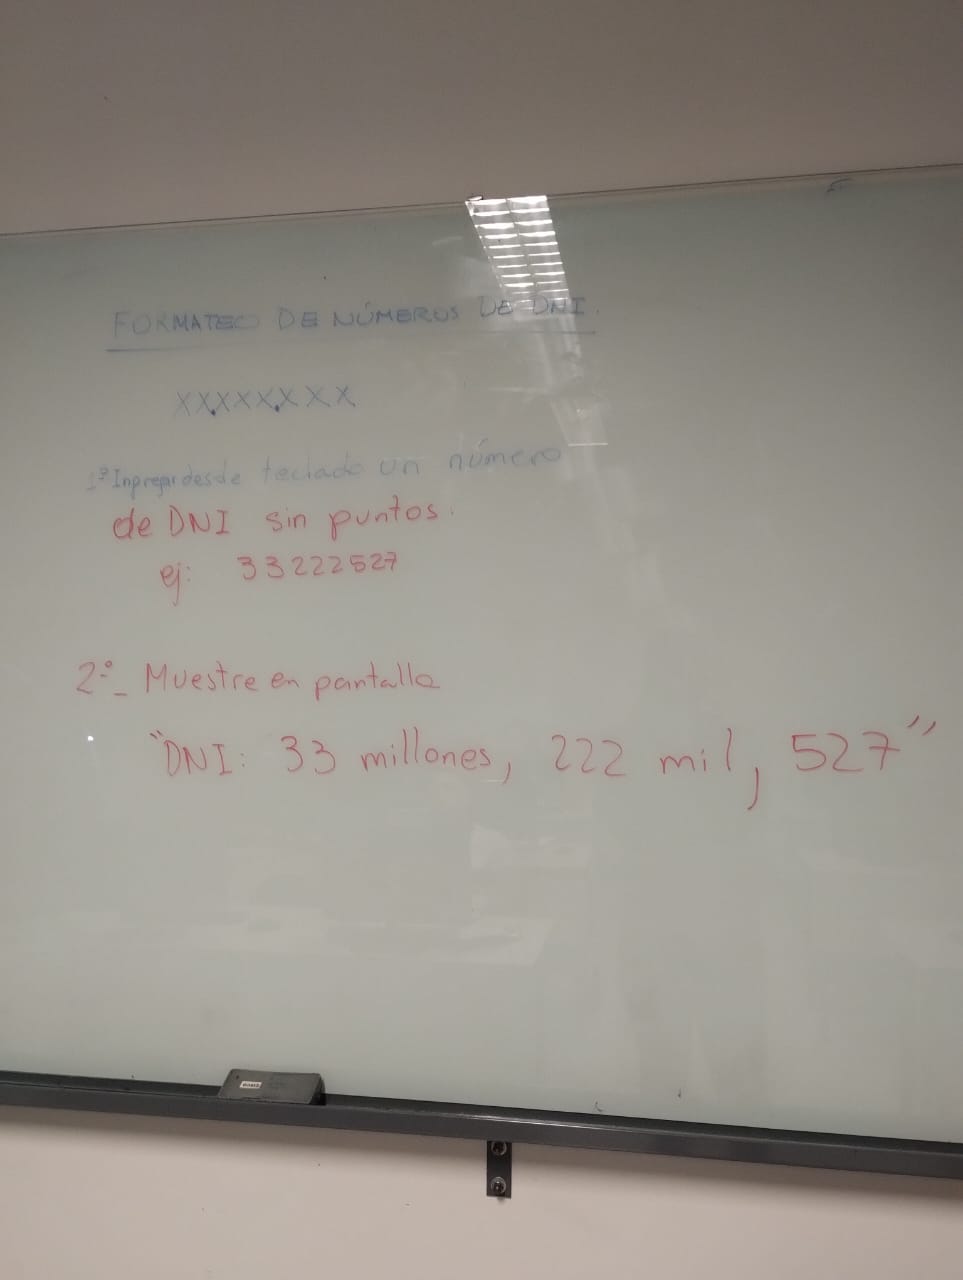 FORMATEO DE NÚMEROS DE DNI.
XX.XXX.XXX
1º Ingregar desde teclado un número
de DNI sin puntos.
ej: 33222527
2º_ Muestre en pantalla
"DNI: 33 millones, 222 mil, 527"